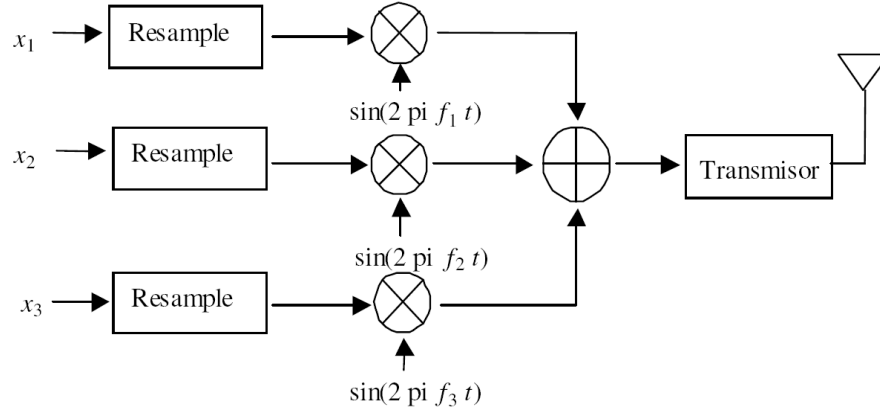 x₁
Resample
sin(2 pi f₁ t)
x₂
Resample
Transmisor
sin(2 pi f₂ t)
x₃
Resample
sin(2 pi f₃ t)